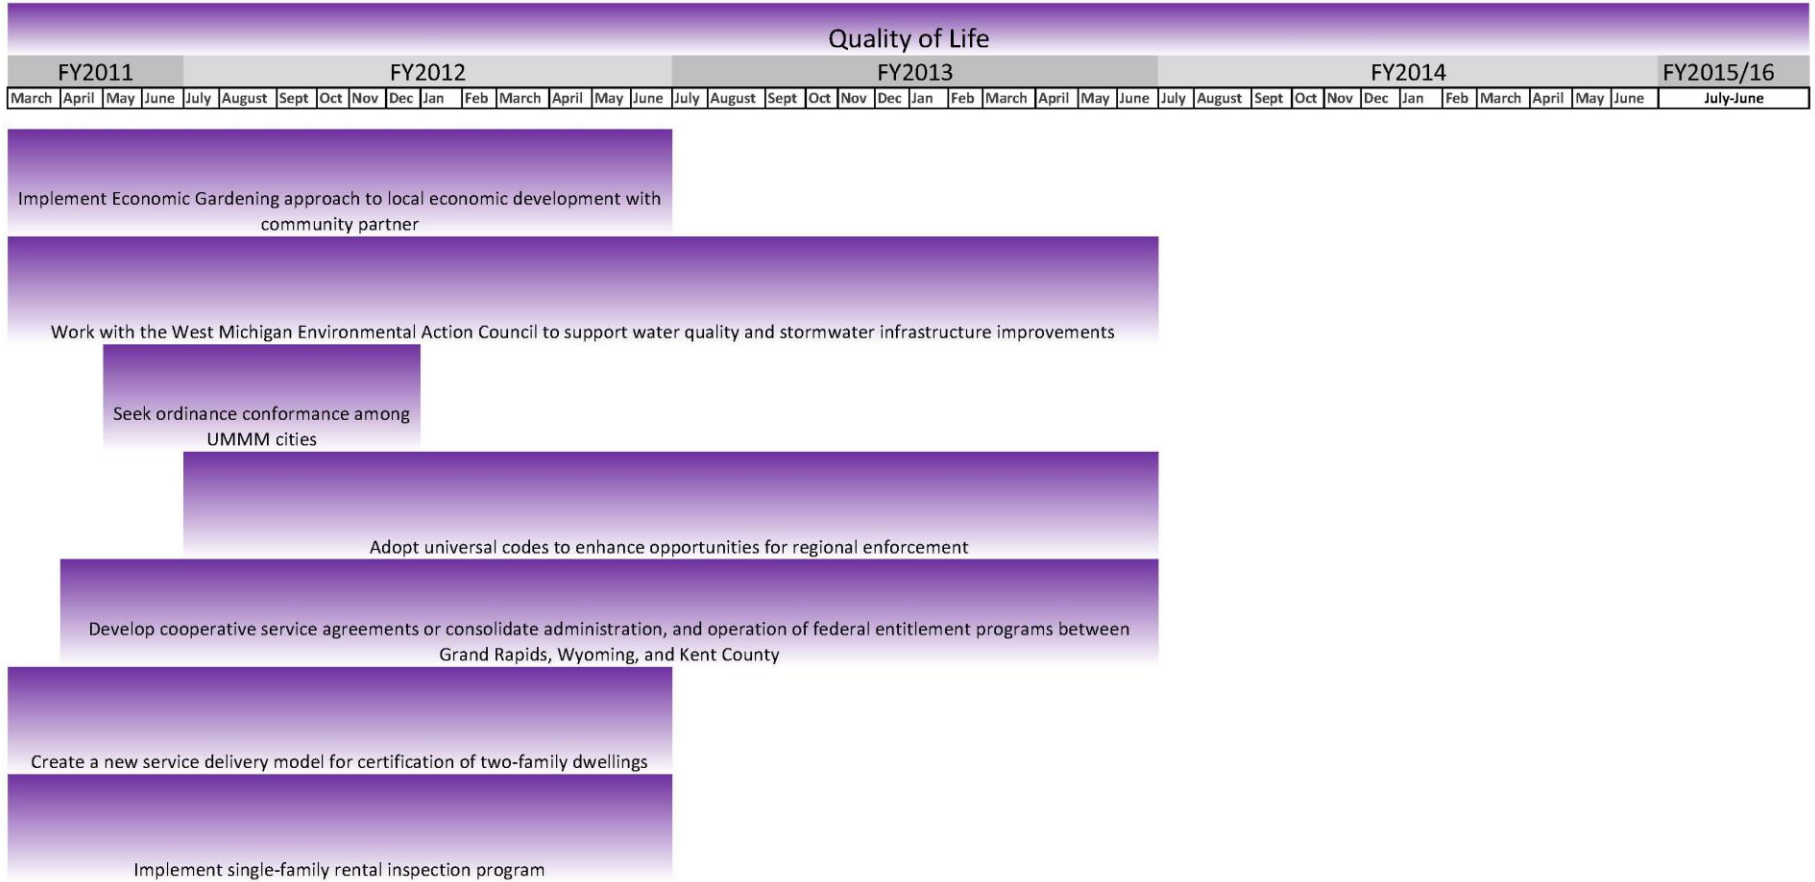 Quality of Life
FY2011 FY2012 FY2013 FY2014 FY2015/16
March April May June July August Sept Oct Nov Dec Jan Feb March April May June July August Sept Oct Nov Dec Jan Feb March April May June July August Sept Oct Nov Dec Jan Feb March April May June July-June
Implement Economic Gardening approach to local economic development with
community partner
Work with the West Michigan Environmental Action Council to support water quality and stormwater infrastructure improvements
Seek ordinance conformance among
UMMM cities
Adopt universal codes to enhance opportunities for regional enforcement
Develop cooperative service agreements or consolidate administration, and operation of federal entitlement programs between
Grand Rapids, Wyoming, and Kent County
Create a new service delivery model for certification of two-family dwellings
Implement single-family rental inspection program